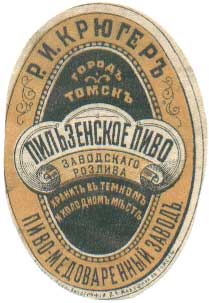 Р. И. КРЮГЕРЪ
ГОРОДЪ
ТОМСКЪ
ПИЛЬЗЕНСКОЕ ПИВО
ЗАВОДСКАГО
РОЗЛИВА
ХРАНИТЬ ВЪ ТЕМНОМЪ
И ХОЛОДНОМЪ МѢСТѢ
ПИВО-МЕДОВАРЕННЫЙ ЗАВОДЪ